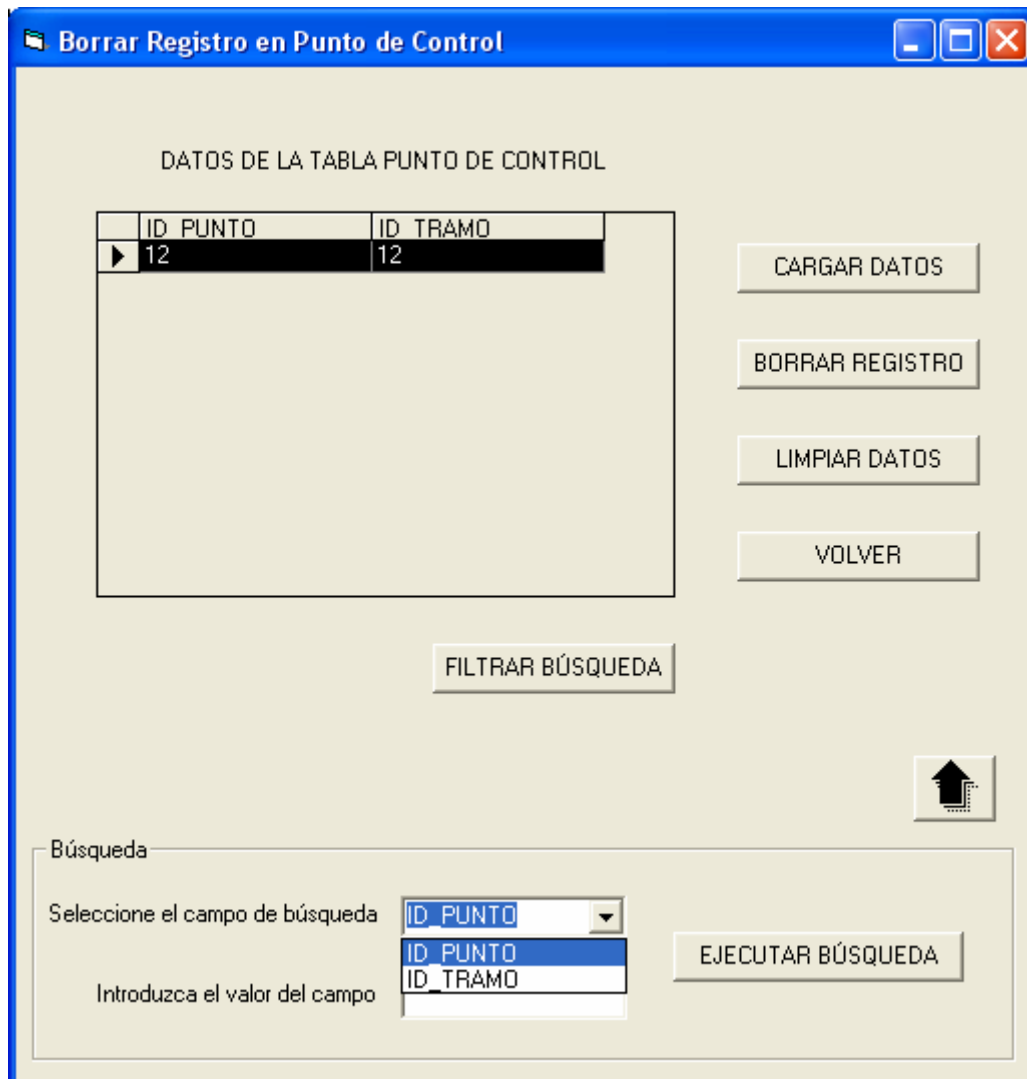 Borrar Registro en Punto de Control
DATOS DE LA TABLA PUNTO DE CONTROL
ID_PUNTO ID_TRAMO
12 12
CARGAR DATOS
BORRAR REGISTRO
LIMPIAR DATOS
VOLVER
FILTRAR BÚSQUEDA
Búsqueda
Seleccione el campo de búsqueda ID_PUNTO
ID_PUNTO
ID_TRAMO
EJECUTAR BÚSQUEDA
Introduzca el valor del campo